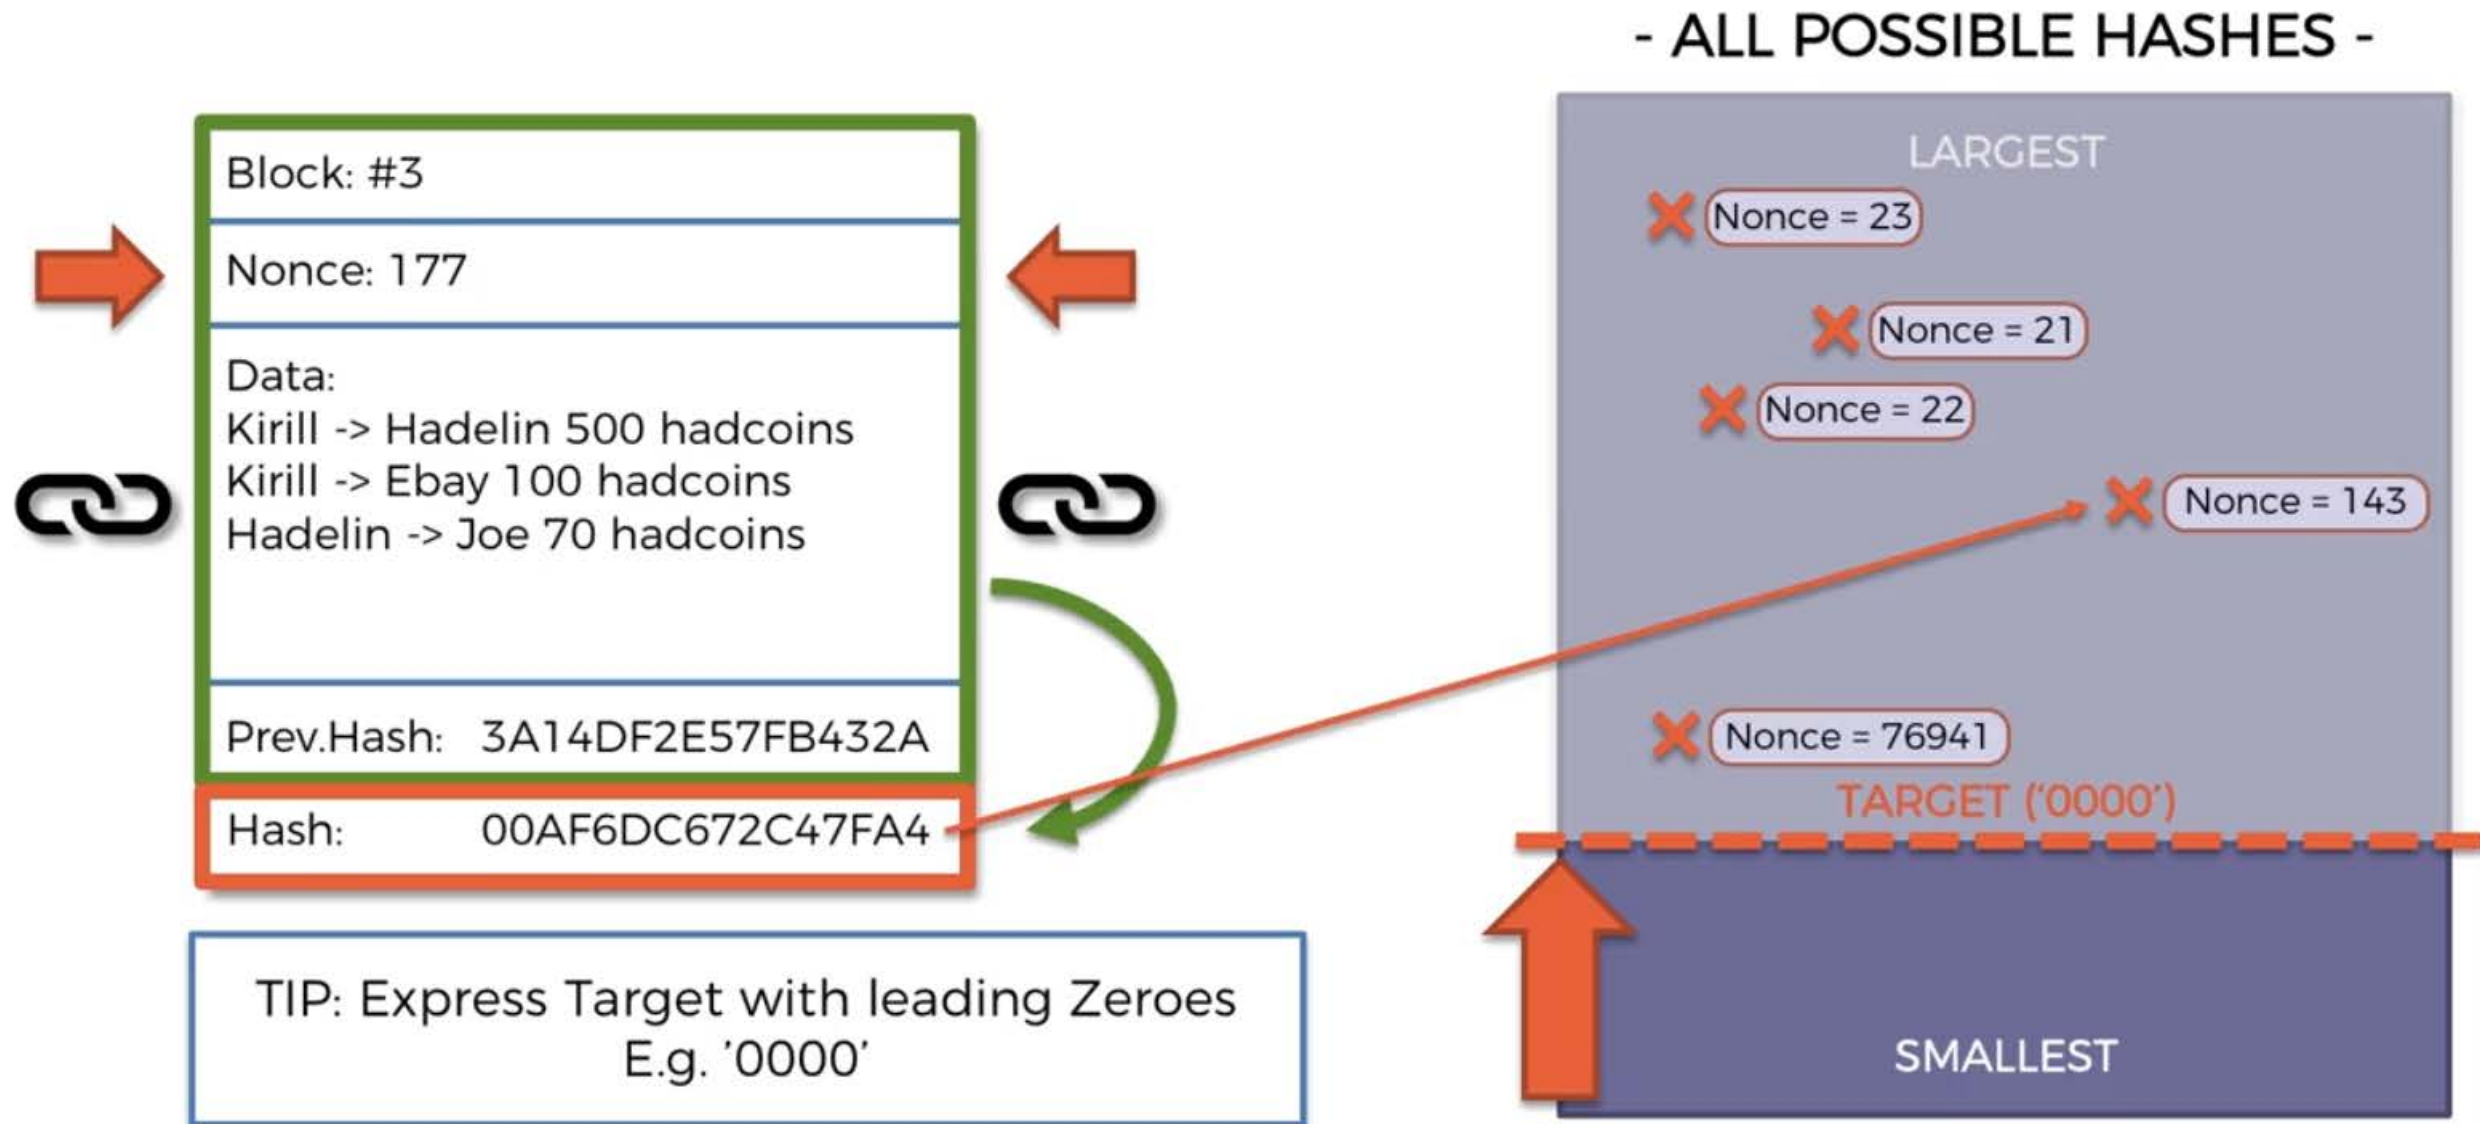 - ALL POSSIBLE HASHES -
Block: #3
Nonce: 177
Data:
Kirill -> Hadelin 500 hadcoins
Kirill -> Ebay 100 hadcoins
Hadelin -> Joe 70 hadcoins
Prev.Hash: 3A14DF2E57FB432A
Hash: 00AF6DC672C47FA4
TIP: Express Target with leading Zeroes
E.g. '0000'
LARGEST
Nonce = 23
Nonce = 21
Nonce = 22
Nonce = 143
Nonce = 76941
TARGET ('0000')
SMALLEST